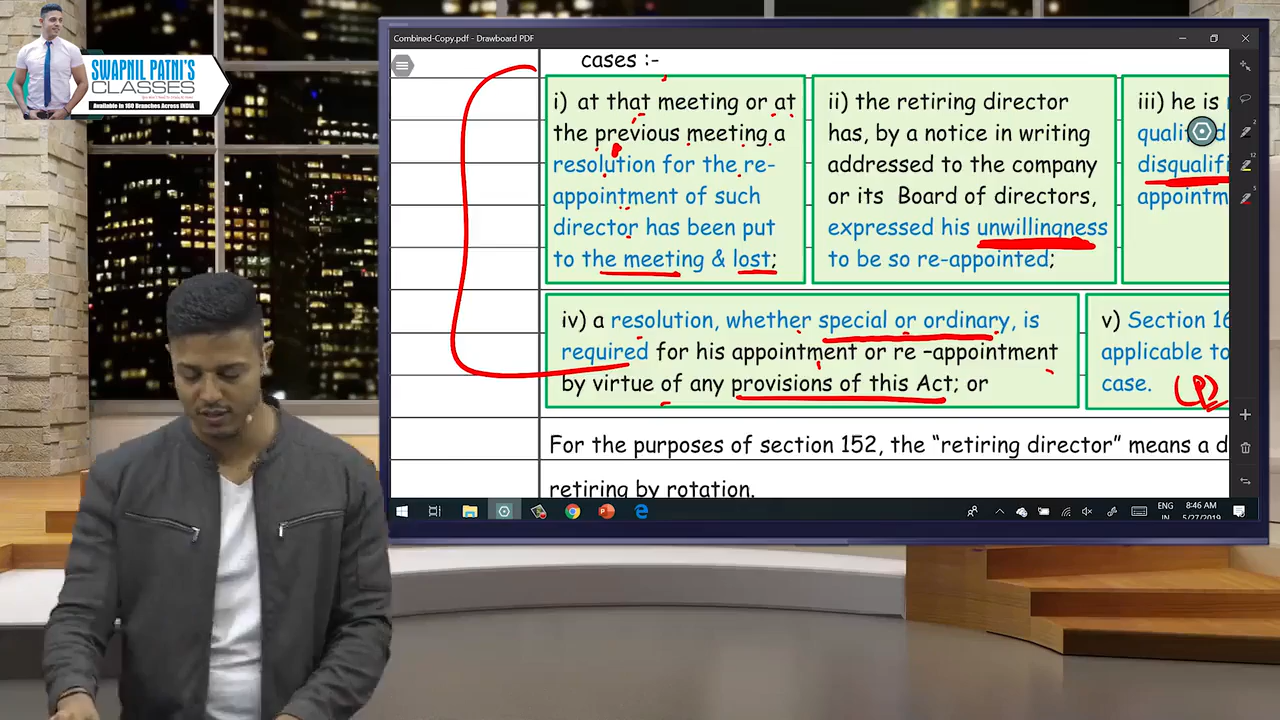 SWAPNIL PATNI'S
CLASSES
Available in 160 Branches Across INDIA
Combined-Copy.pdf - Drawboard PDF
cases :-
i) at that meeting or at
the previous meeting a
resolution for the re-
appointment of such
director has been put
to the meeting & lost;
ii) the retiring director
has, by a notice in writing
addressed to the company
or its Board of directors,
expressed his unwillingness
to be so re-appointed;
iii) he is
iv) a resolution, whether special or ordinary, is
required for his appointment or re -appointment
by virtue of any provisions of this Act; or
v) Section
applicable to
case.
For the purposes of section 152, the "retiring director" means a
retiring by rotation.
ENG
IN
8:46 AM
5/27/2019